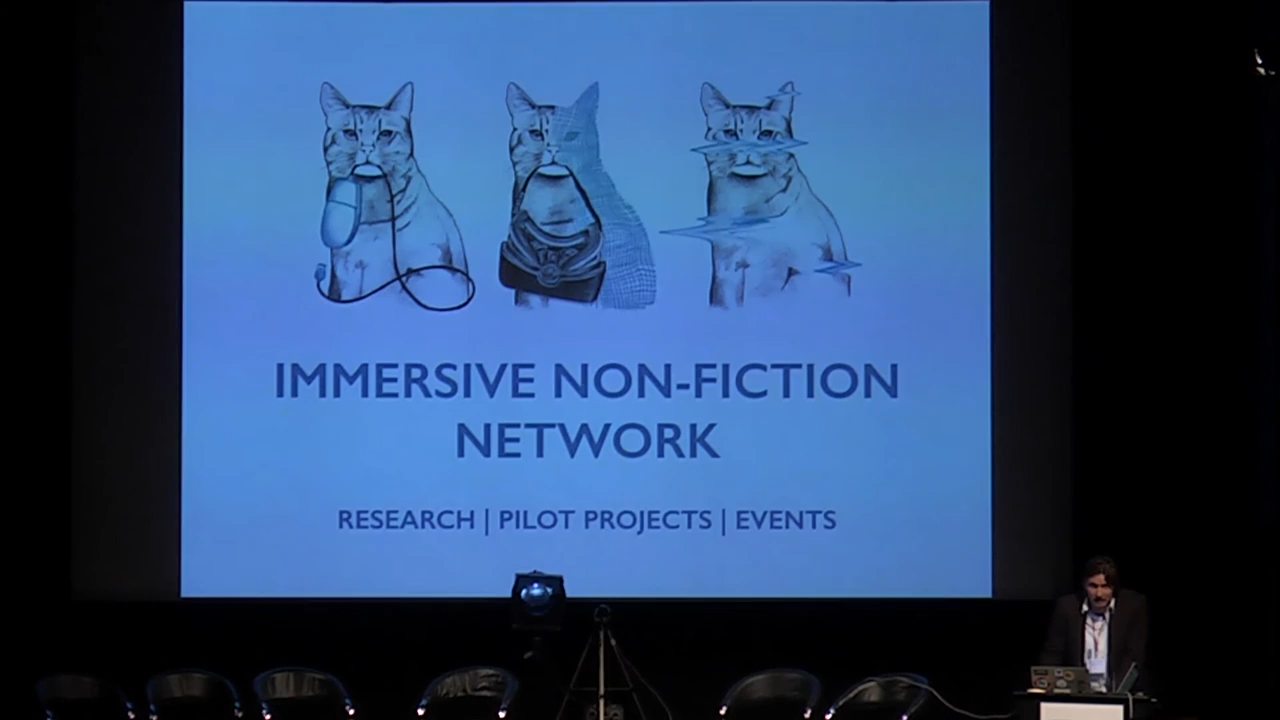 IMMERSIVE NON-FICTION
NETWORK
RESEARCH | PILOT PROJECTS | EVENTS